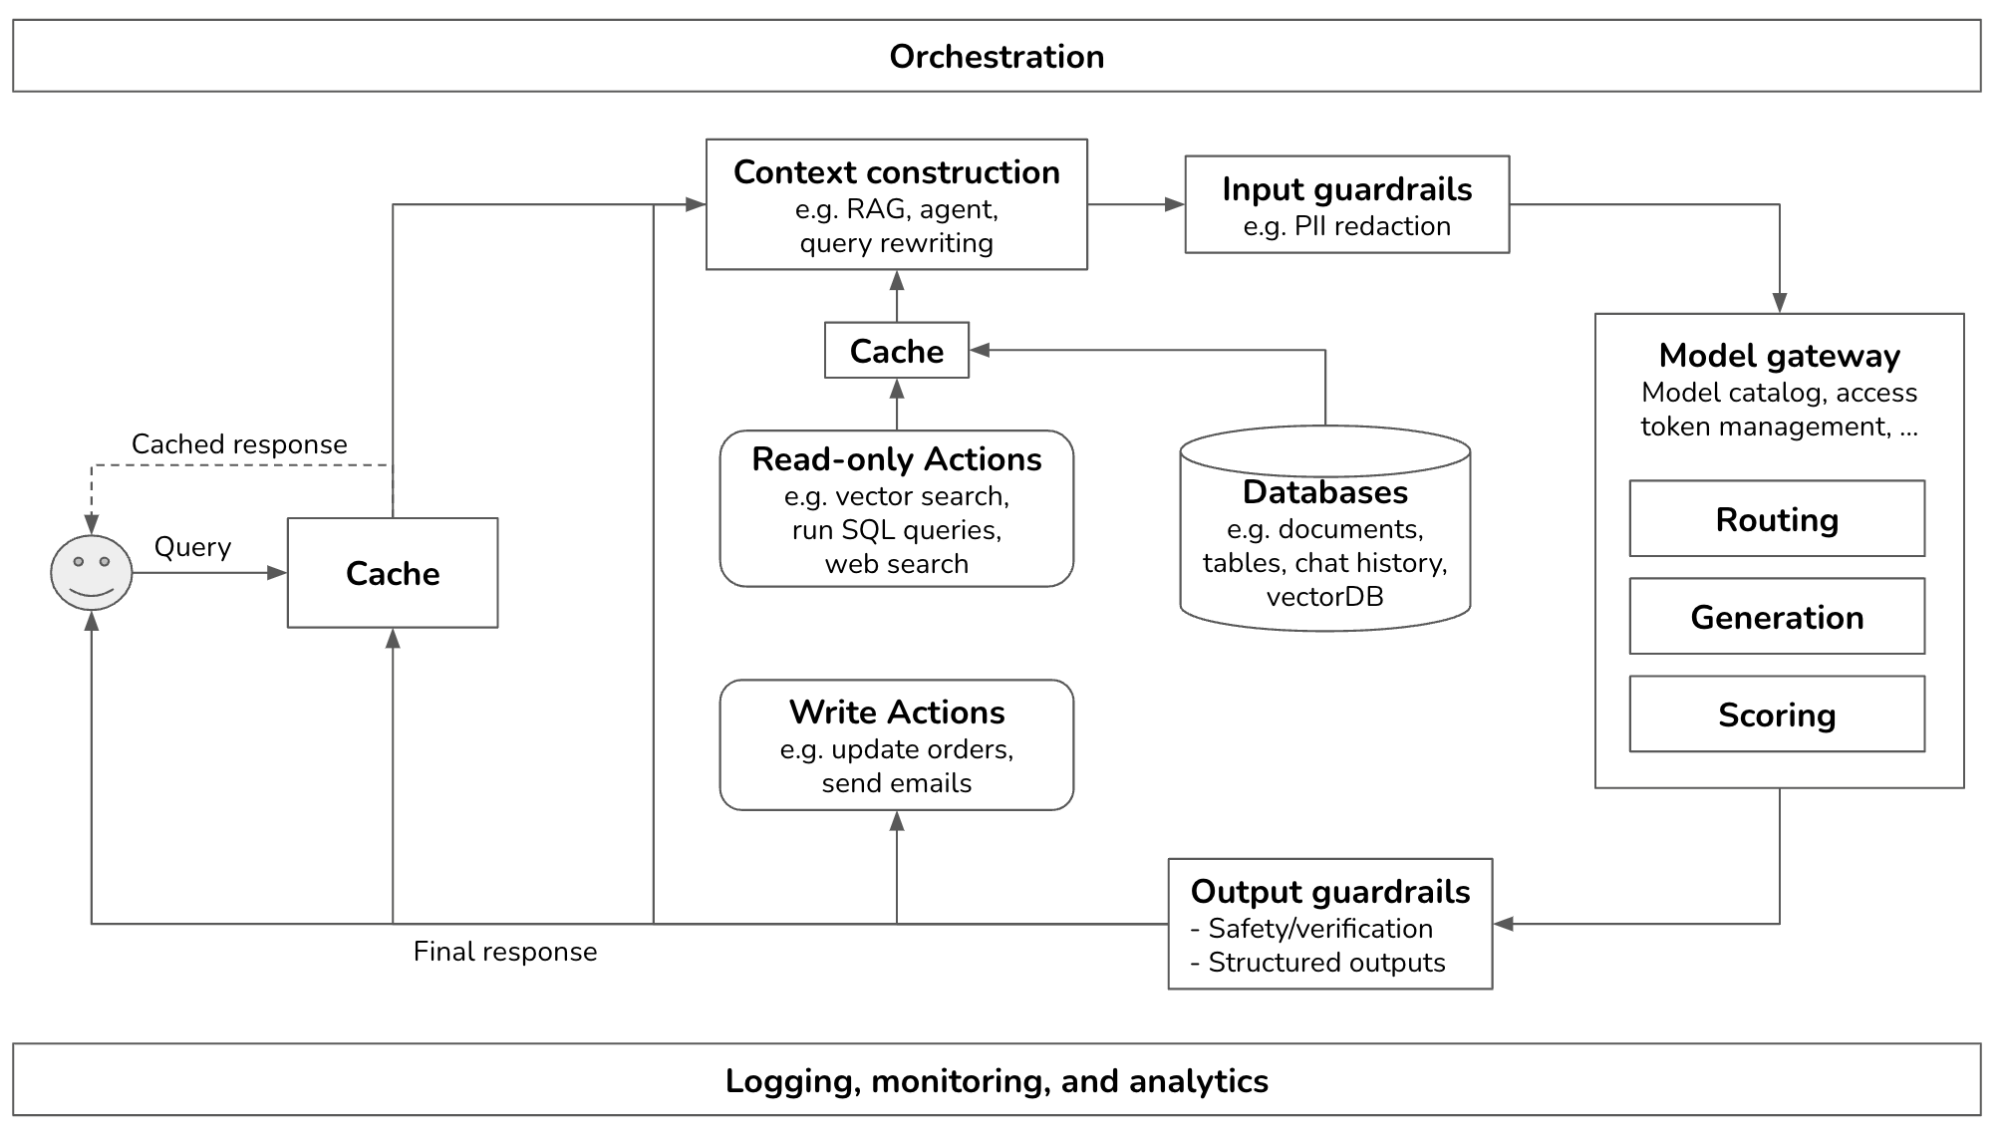 Orchestration
Context construction
e.g. RAG, agent,
query rewriting
Input guardrails
e.g. PII redaction
Cache
Model gateway
Model catalog, access
token management, ...
Cached response
Read-only Actions
e.g. vector search,
run SQL queries,
web search
Databases
e.g. documents,
tables, chat history,
vectorDB
Routing
Query
Cache
Generation
Scoring
Write Actions
e.g. update orders,
send emails
Output guardrails
- Safety/verification
- Structured outputs
Final response
Logging, monitoring, and analytics